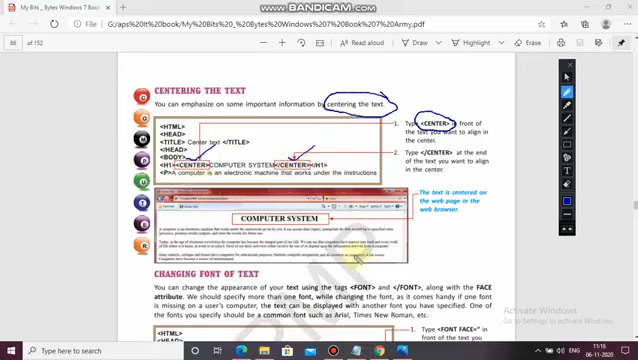 WWW.BANDICAM.COM
My Bits , Bytes Windows 7 Boo
G:/aps It book/My%20Bits%20_%20Bytes%20Windows%207%20Book%207%20Army.pdf
86 of 152
Read aloud
Draw
Highlight
Erase
CENTERING THE TEXT
You can emphasize on some important information by centering the text.
<HTML>
<HEAD>
<TITLE> Center text </TITLE>
</HEAD>
<BODY>
<H1> <CENTER> COMPUTER SYSTEM </CENTER> </H1>
<P> A computer is an electronic machine that works under the instructions
1. Type <CENTER> in front of
the text you want to align in
the center.
2. Type </CENTER> at the end
of the text you want to align
in the center.
COMPUTER SYSTEM
The text is centered
on the web page in the
web browser.
CHANGING FONT OF TEXT
You can change the appearance of your text using the tags <FONT> and </FONT>, along with the FACE
attribute. We should specify more than one font, while changing the font, as it comes handy if one font
is missing on a user's computer, the text can be displayed with another font you have specified. One
of the fonts you specify should be a common font such as Arial, Times New Roman, etc.
<HTML>
<HEAD>
1. Type <FONT FACE="
in front of the text you
Activate Windows
Go to Settings to activate Windows.
ENG
11:15
06-11-2020